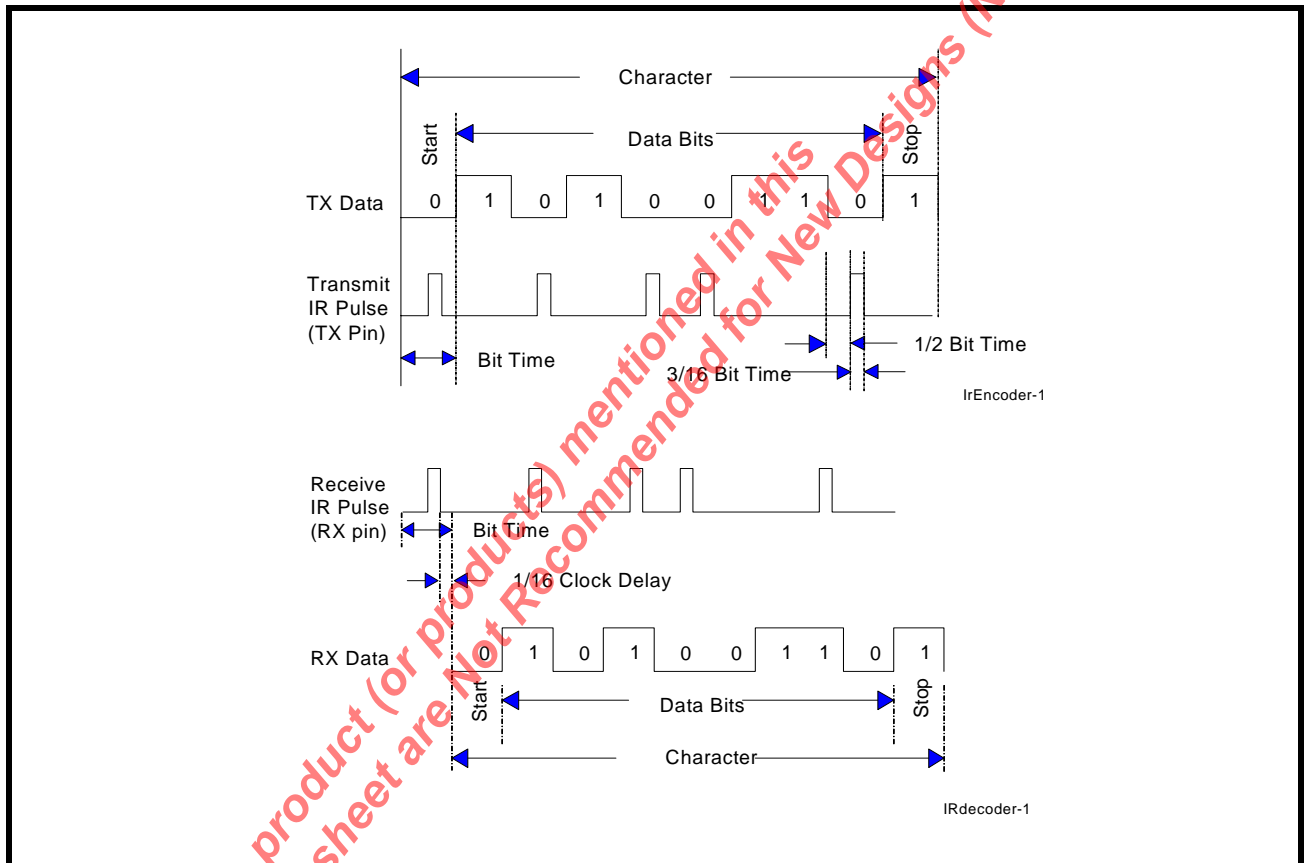 Character
Start
Data Bits
Stop
TX Data
0 1 0 1 0 0 1 1 0 1
Transmit
IR Pulse
(TX Pin)
Bit Time
1/2 Bit Time
3/16 Bit Time
IrEncoder-1
Receive
IR Pulse
(RX pin)
Bit Time
1/16 Clock Delay
RX Data
0 1 0 1 0 0 1 1 0 1
Start
Data Bits
Stop
Character
IRdecoder-1
product (or products) mentioned in this
sheet are Not Recommended for New Designs